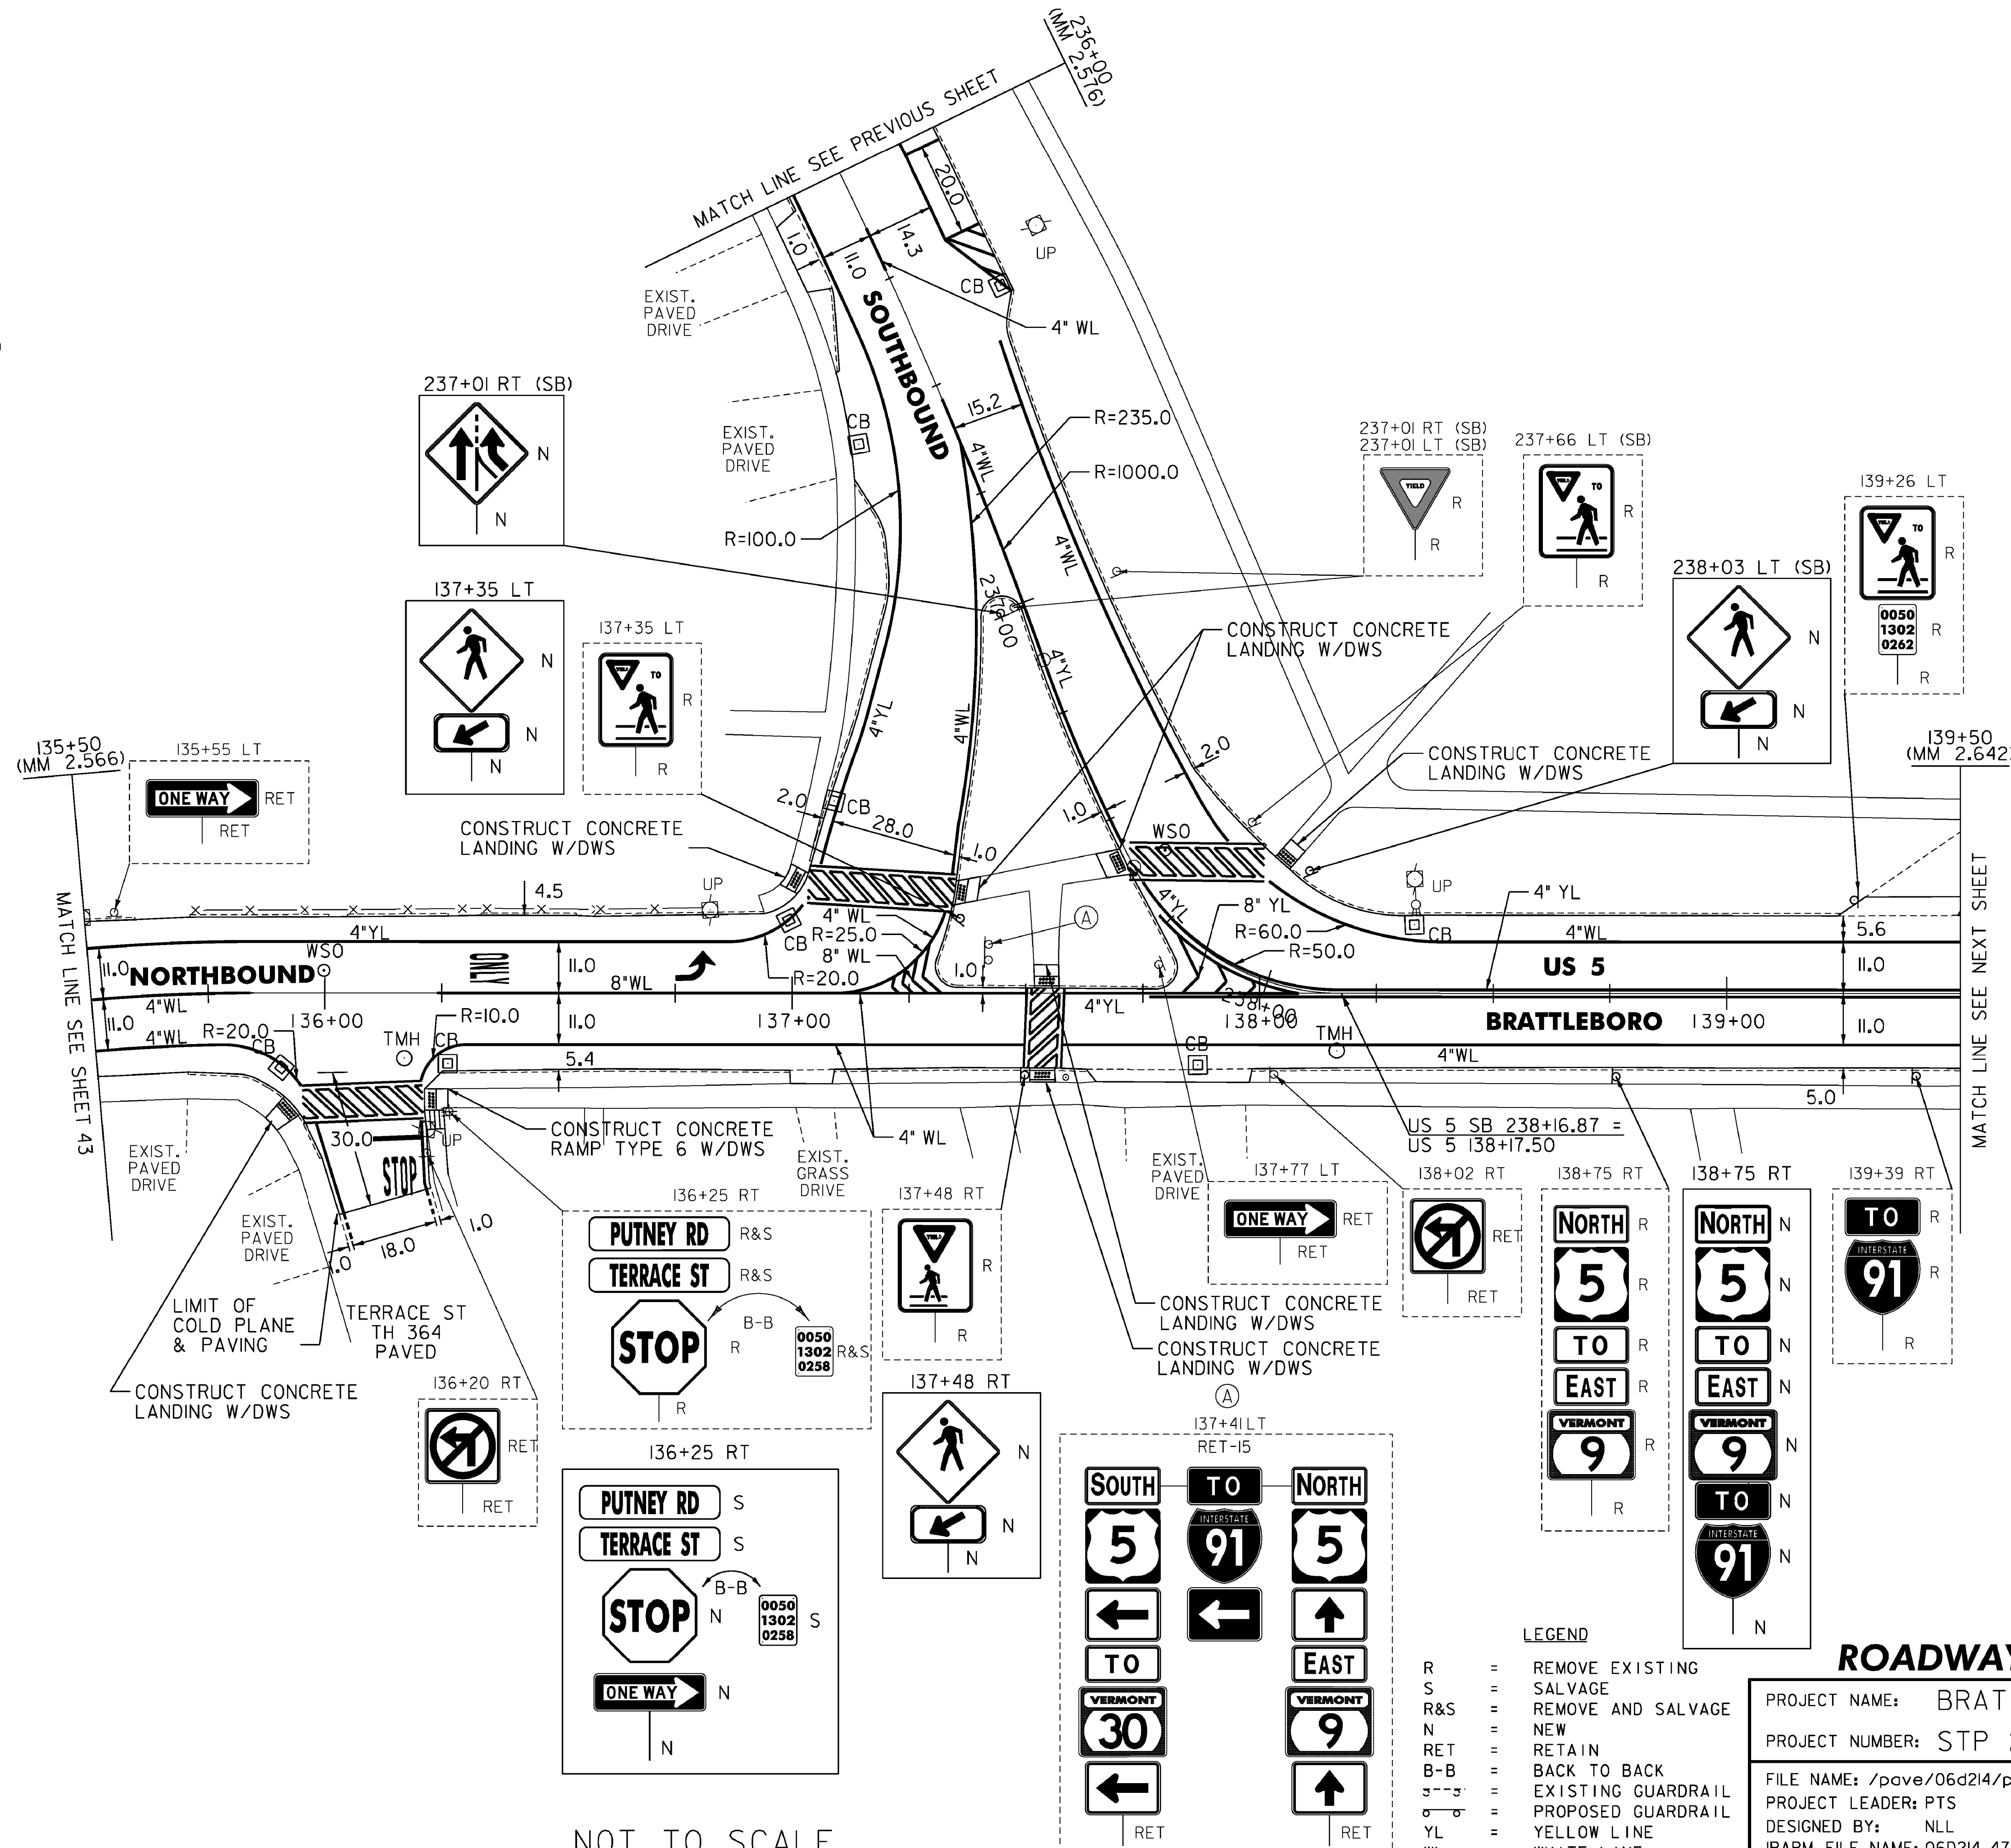 236+00
(MM 2.576)
MATCH LINE SEE PREVIOUS SHEET
20.0
UP
1.0
11.0
14.3
CB
SOUTHBOUND
4" WL
EXIST.
PAVED
DRIVE
237+01 RT (SB)
N
N
CB
EXIST.
PAVED
DRIVE
15.2
4"WL
R=235.0
R=1000.0
R=100.0
4"WL
237+00
4"YL
237+01 RT (SB)
237+01 LT (SB)
YIELD
R
R
237+66 LT (SB)
YIELD
TO
R
R
139+26 LT
YIELD
TO
R
0050
1302
0262
R
R
238+03 LT (SB)
N
N
N
137+35 LT
N
N
N
137+35 LT
YIELD
TO
R
R
CONSTRUCT CONCRETE
LANDING W/DWS
4"YL
4"WL
2.0
CONSTRUCT CONCRETE
LANDING W/DWS
135+50
(MM 2.566)
135+55 LT
ONE WAY
RET
RET
139+50
(MM 2.642
2.0
CB
28.0
1.0
1.0
WSO
CONSTRUCT CONCRETE
LANDING W/DWS
4.5
UP
UP
4" YL
4"YL
8" YL
4" WL
R=25.0
8" WL
A
R=60.0
R=50.0
CB
4"WL
5.6
4"YL
WSO
CB
11.0
NORTHBOUND
ONLY
11.0
8"WL
R=20.0
1.0
US 5
11.0
4"WL
4"YL
238+00
11.0
4"WL
R=20.0
136+00
R=10.0
11.0
137+00
138+00
BRATTLEBORO
139+00
11.0
CB
TMH
CB
5.4
CB
TMH
4"WL
5.0
MATCH LINE SEE SHEET 43
MATCH LINE SEE NEXT SHEET
30.0
UP
STOP
EXIST.
PAVED
DRIVE
EXIST.
PAVED
DRIVE
1.0
18.0
1.0
CONSTRUCT CONCRETE
RAMP TYPE 6 W/DWS
EXIST.
GRASS
DRIVE
4" WL
EXIST.
PAVED
DRIVE
US 5 SB 238+16.87 =
US 5 138+17.50
LIMIT OF
COLD PLANE
& PAVING
TERRACE ST
TH 364
PAVED
CONSTRUCT CONCRETE
LANDING W/DWS
136+20 RT
RET
RET
136+25 RT
PUTNEY RD R&S
TERRACE ST R&S
STOP
R
B-B
0050
1302
0258
R&S
R
136+25 RT
PUTNEY RD S
TERRACE ST S
STOP
N
B-B
0050
1302
0258
S
ONE WAY N
N
137+48 RT
YIELD
R
R
137+48 RT
N
N
N
137+77 LT
ONE WAY RET
RET
CONSTRUCT CONCRETE
LANDING W/DWS
CONSTRUCT CONCRETE
LANDING W/DWS
A
137+41 LT
RET-15
SOUTH TO NORTH
5
INTERSTATE
91
5
TO
EAST
VERMONT
30
VERMONT
9
RET
RET
138+02 RT
RET
RET
138+75 RT
NORTH R
5 R
TO R
EAST R
VERMONT
9 R
R
138+75 RT
NORTH N
5 N
TO N
EAST N
VERMONT
9 N
TO N
INTERSTATE
91 N
N
139+39 RT
TO R
INTERSTATE
91 R
R
NOT TO SCALE
LEGEND
R = REMOVE EXISTING
S = SALVAGE
R&S = REMOVE AND SALVAGE
N = NEW
RET = RETAIN
B-B = BACK TO BACK
= EXISTING GUARDRAIL
= PROPOSED GUARDRAIL
YL = YELLOW LINE
ROADWAY
PROJECT NAME: BRAT
PROJECT NUMBER: STP
FILE NAME: /pave/06d214/p
PROJECT LEADER: PTS
DESIGNED BY: NLL